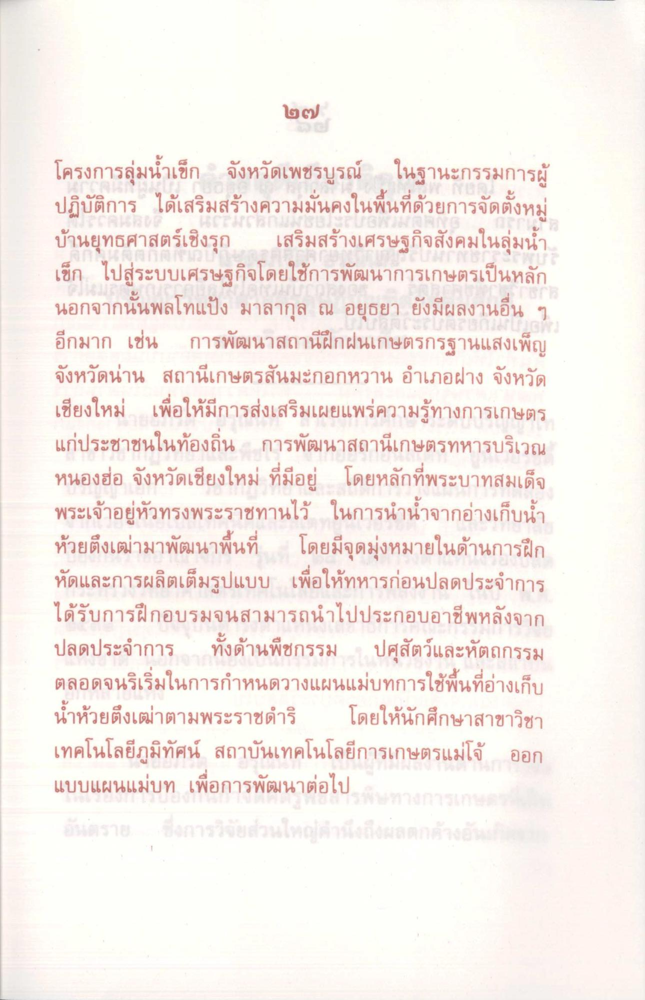 ๒๗
โครงการลุ่มน้ำเข็ก จังหวัดเพชรบูรณ์ ในฐานะกรรมการผู้
ปฏิบัติการ ได้เสริมสร้างความมั่นคงในพื้นที่ด้วยการจัดตั้งหมู่
บ้านยุทธศาสตร์เชิงรุก เสริมสร้างเศรษฐกิจสังคมในลุ่มน้ำ
เข็ก ไปสู่ระบบเศรษฐกิจโดยใช้การพัฒนาการเกษตรเป็นหลัก
นอกจากนั้นพลโทแป้ง มาลากุล ณ อยุธยา ยังมีผลงานอื่น ๆ
อีกมาก เช่น การพัฒนาสถานีฝึกฝนเกษตรกรฐานแสงเพ็ญ
จังหวัดน่าน สถานีเกษตรสันมะกอกหวาน อำเภอฝาง จังหวัด
เชียงใหม่ เพื่อให้มีการส่งเสริมเผยแพร่ความรู้ทางการเกษตร
แก่ประชาชนในท้องถิ่น การพัฒนาสถานีเกษตรทหารบริเวณ
หนองฮ่อ จังหวัดเชียงใหม่ ที่มีอยู่ โดยหลักที่พระบาทสมเด็จ
พระเจ้าอยู่หัวทรงพระราชทานไว้ ในการนำน้ำจากอ่างเก็บน้ำ
ห้วยตึงเฒ่ามาพัฒนาพื้นที่ โดยมีจุดมุ่งหมายในด้านการฝึก
หัดและการผลิตเต็มรูปแบบ เพื่อให้ทหารก่อนปลดประจำการ
ได้รับการฝึกอบรมจนสามารถนำไปประกอบอาชีพหลังจาก
ปลดประจำการ ทั้งด้านพืชกรรม ปศุสัตว์และหัตถกรรม
ตลอดจนริเริ่มในการกำหนดวางแผนแม่บทการใช้พื้นที่อ่างเก็บ
น้ำห้วยตึงเฒ่าตามพระราชดำริ โดยให้นักศึกษาสาขาวิชา
เทคโนโลยีภูมิทัศน์ สถาบันเทคโนโลยีการเกษตรแม่โจ้ ออก
แบบแผนแม่บท เพื่อการพัฒนาต่อไป